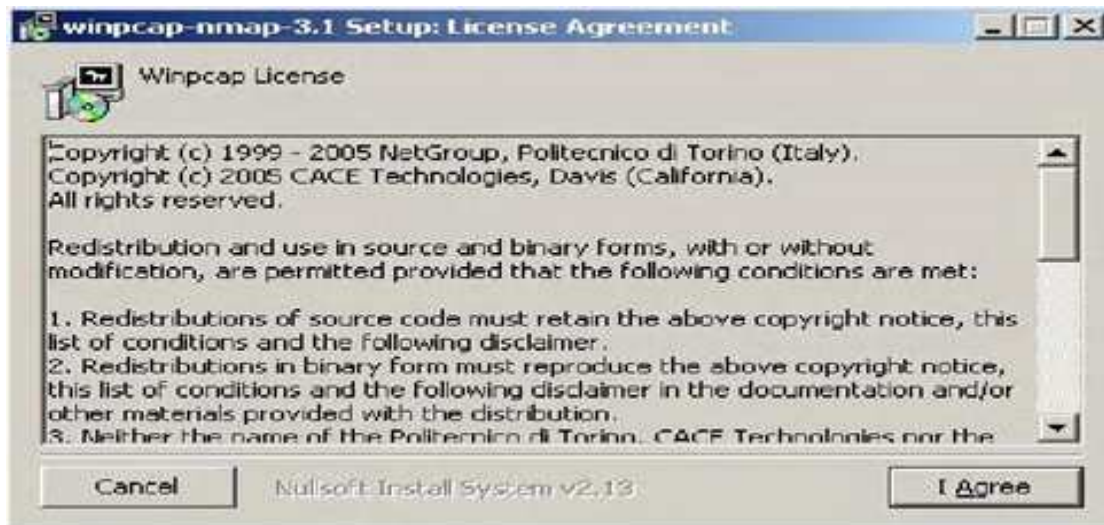 winpcap-nmap-3.1 Setup: License Agreement
Winpcap License
Copyright (c) 1999 - 2005 NetGroup, Politecnico di Torino (Italy).
Copyright (c) 2005 CACE Technologies, Davis (California).
All rights reserved.
Redistribution and use in source and binary forms, with or without
modification, are permitted provided that the following conditions are met:
1. Redistributions of source code must retain the above copyright notice, this
list of conditions and the following disclaimer.
2. Redistributions in binary form must reproduce the above copyright notice,
this list of conditions and the following disclaimer in the documentation and/or
other materials provided with the distribution.
3. Neither the name of the Politecnico di Torino, CACE Technologies nor the
Cancel
Nullsoft Install System v2.13
I Agree